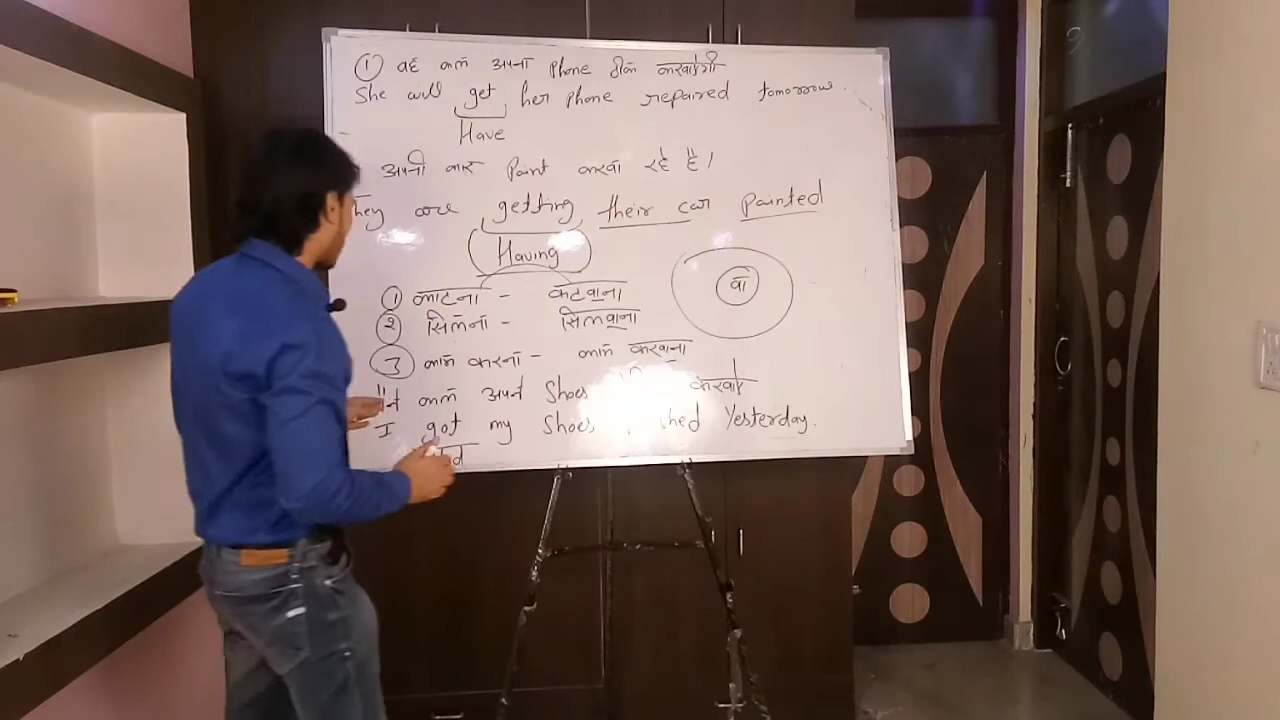 ① वह कल अपना Phone ठीक करवाएगी
She will get her phone repaired tomorrow.
Have
अपनी कार Paint करवा रहे है।
They are getting their car painted
Having
① काटना - कटवाना
वा
② सिलना - सिलवाना
③ काम करना - काम करवाना
कल अपने Shoes करवाए
I got my Shoes shed Yesterday.